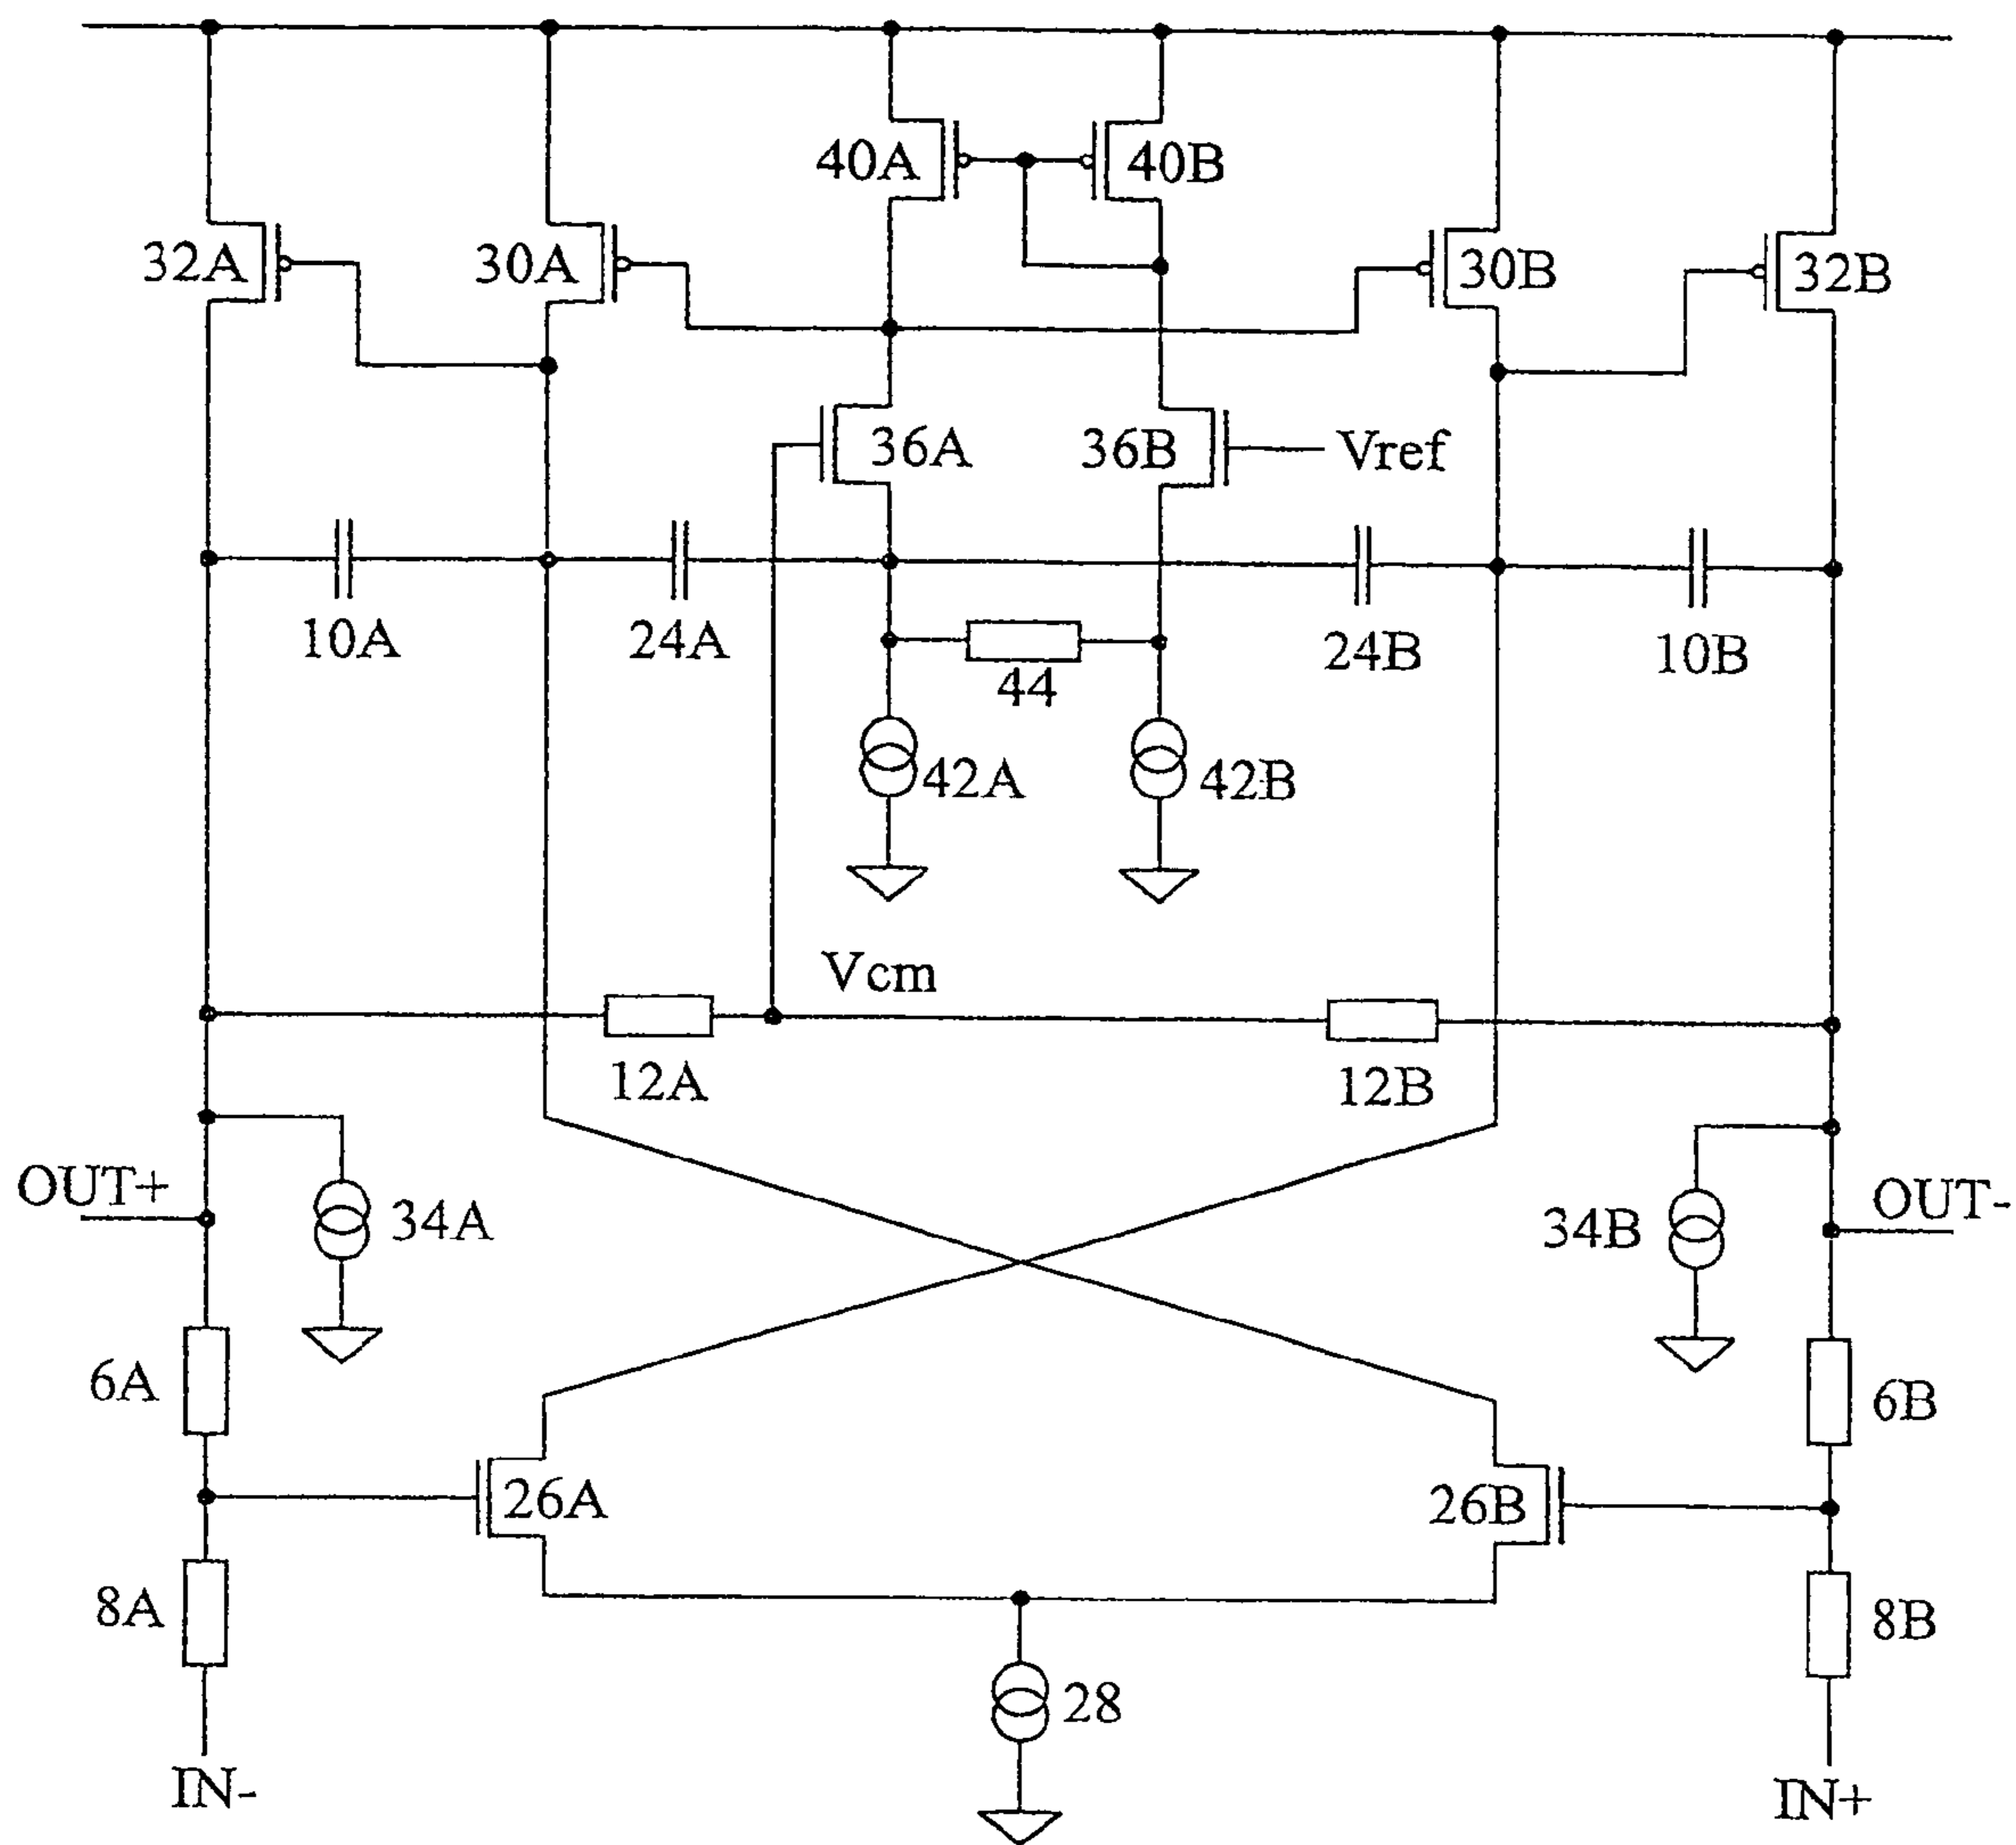 40A
40B
32A
30A
30B
32B
36A
36B
Vref
10A
24A
44
24B
10B
42A
42B
Vcm
12A
12B
OUT+
34A
34B
OUT-
6A
6B
26A
26B
8A
8B
28
IN-
IN+